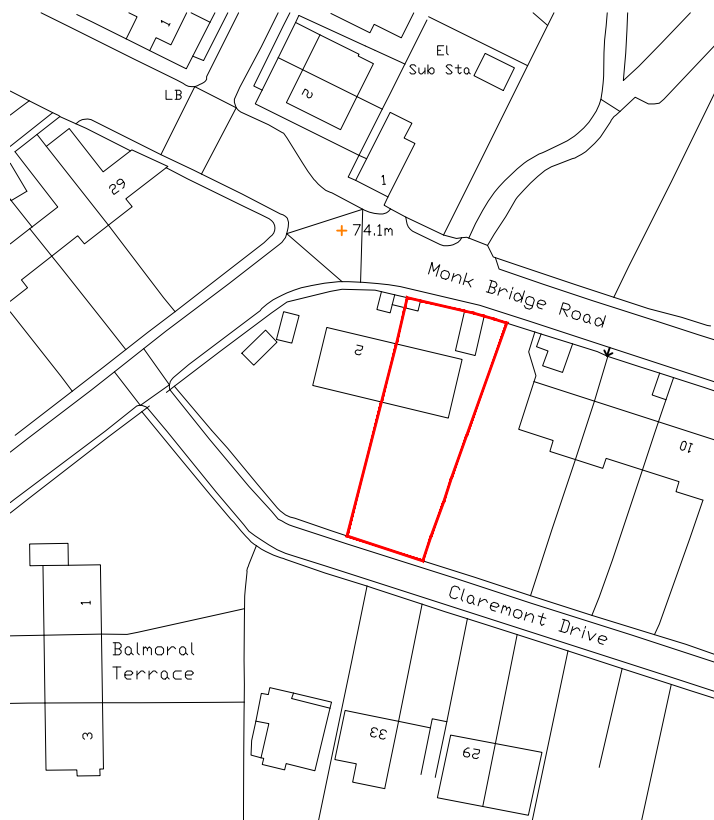 1
El
Sub Sta
LB
2
1
29
74.1m
Monk Bridge Road
2
10
1
Claremont Drive
Balmoral
Terrace
3
33
29